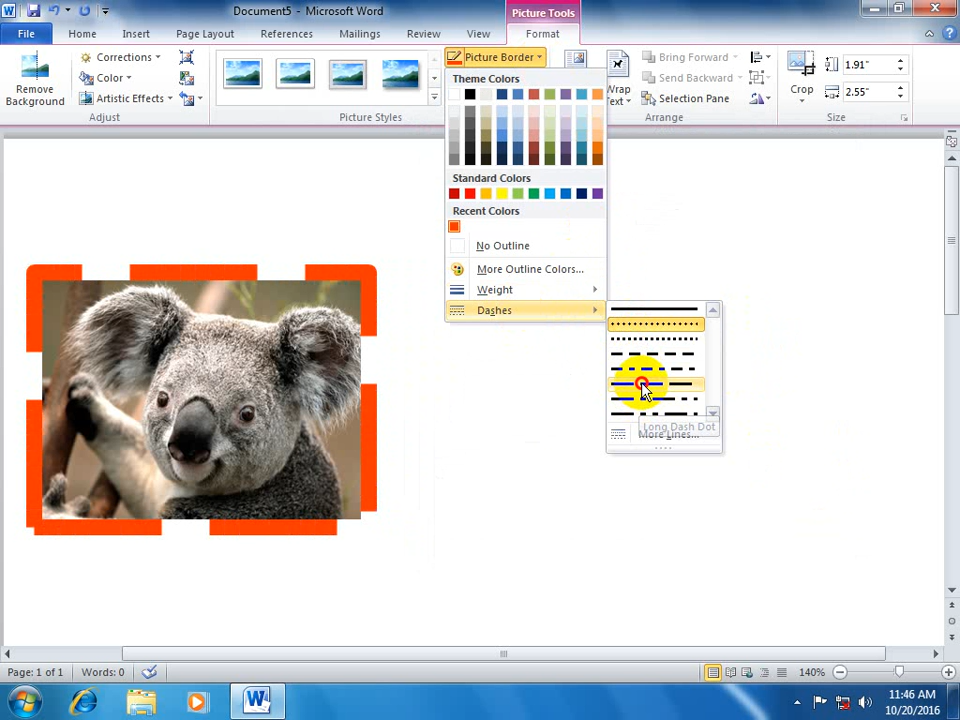 Document5 - Microsoft Word
Picture Tools
File
Home
Insert
Page Layout
References
Mailings
Review
View
Format
Remove
Background
Corrections
Color
Artistic Effects
Adjust
Picture Styles
Picture Border
Wrap
Text
Bring Forward
Send Backward
Selection Pane
Arrange
Crop
1.91"
2.55"
Size
Theme Colors
Standard Colors
Recent Colors
No Outline
More Outline Colors...
Weight
Dashes
Long Dash Dot
More Lines...
Page: 1 of 1
Words: 0
140%
11:46 AM
10/20/2016